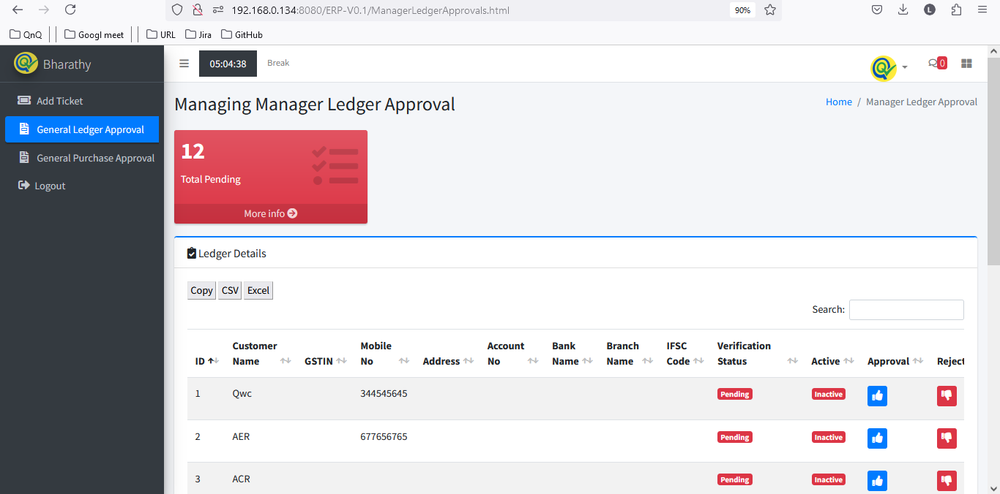 192.168.0.134:8080/ERP-V0.1/ManagerLedgerApprovals.html
90%
L
QnQ
Googl meet
URL
Jira
GitHub
Bharathy
05:04:38
Break
0
Add Ticket
General Ledger Approval
General Purchase Approval
Logout
Managing Manager Ledger Approval
Home / Manager Ledger Approval
12
Total Pending
More info
Ledger Details
Copy
CSV
Excel
Search:
ID
Customer
Name
GSTIN
Mobile
No
Address
Account
No
Bank
Name
Branch
Name
IFSC
Code
Verification
Status
Active
Approval
Reject
1 Qwc 344545645 Pending Inactive
2 AER 677656765 Pending Inactive
3 ACR Pending Inactive